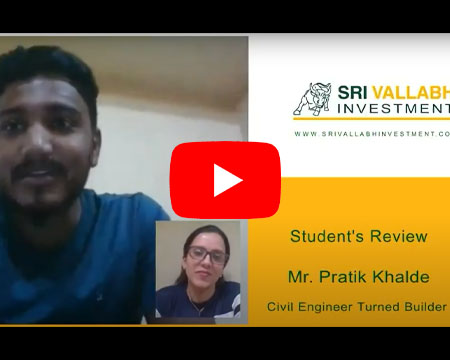 SRI VALLABH
INVESTMENT
WWW.SRIVALLABHINVESTMENT.CO
Student's Review
Mr. Pratik Khalde
Civil Engineer Turned Builder